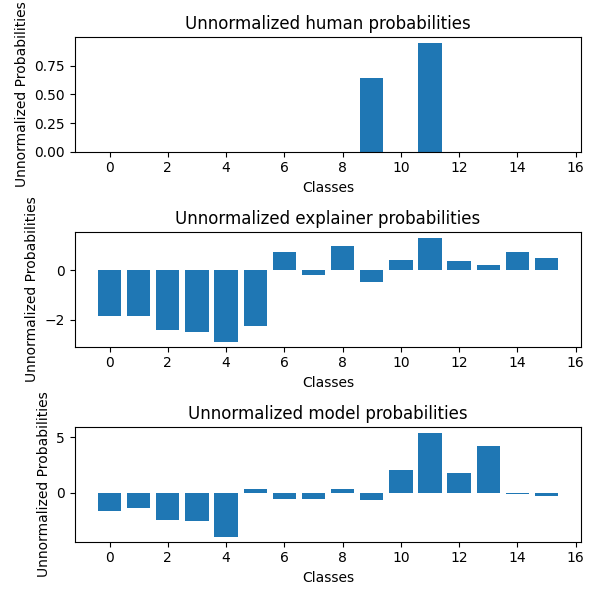 Unnormalized human probabilities
Unnormalized Probabilities
0.75
0.50
0.25
0.00
0 2 4 6 8 10 12 14 16
Classes
Unnormalized explainer probabilities
Unnormalized Probabilities
0
−2
0 2 4 6 8 10 12 14 16
Classes
Unnormalized model probabilities
Unnormalized Probabilities
5
0
0 2 4 6 8 10 12 14 16
Classes